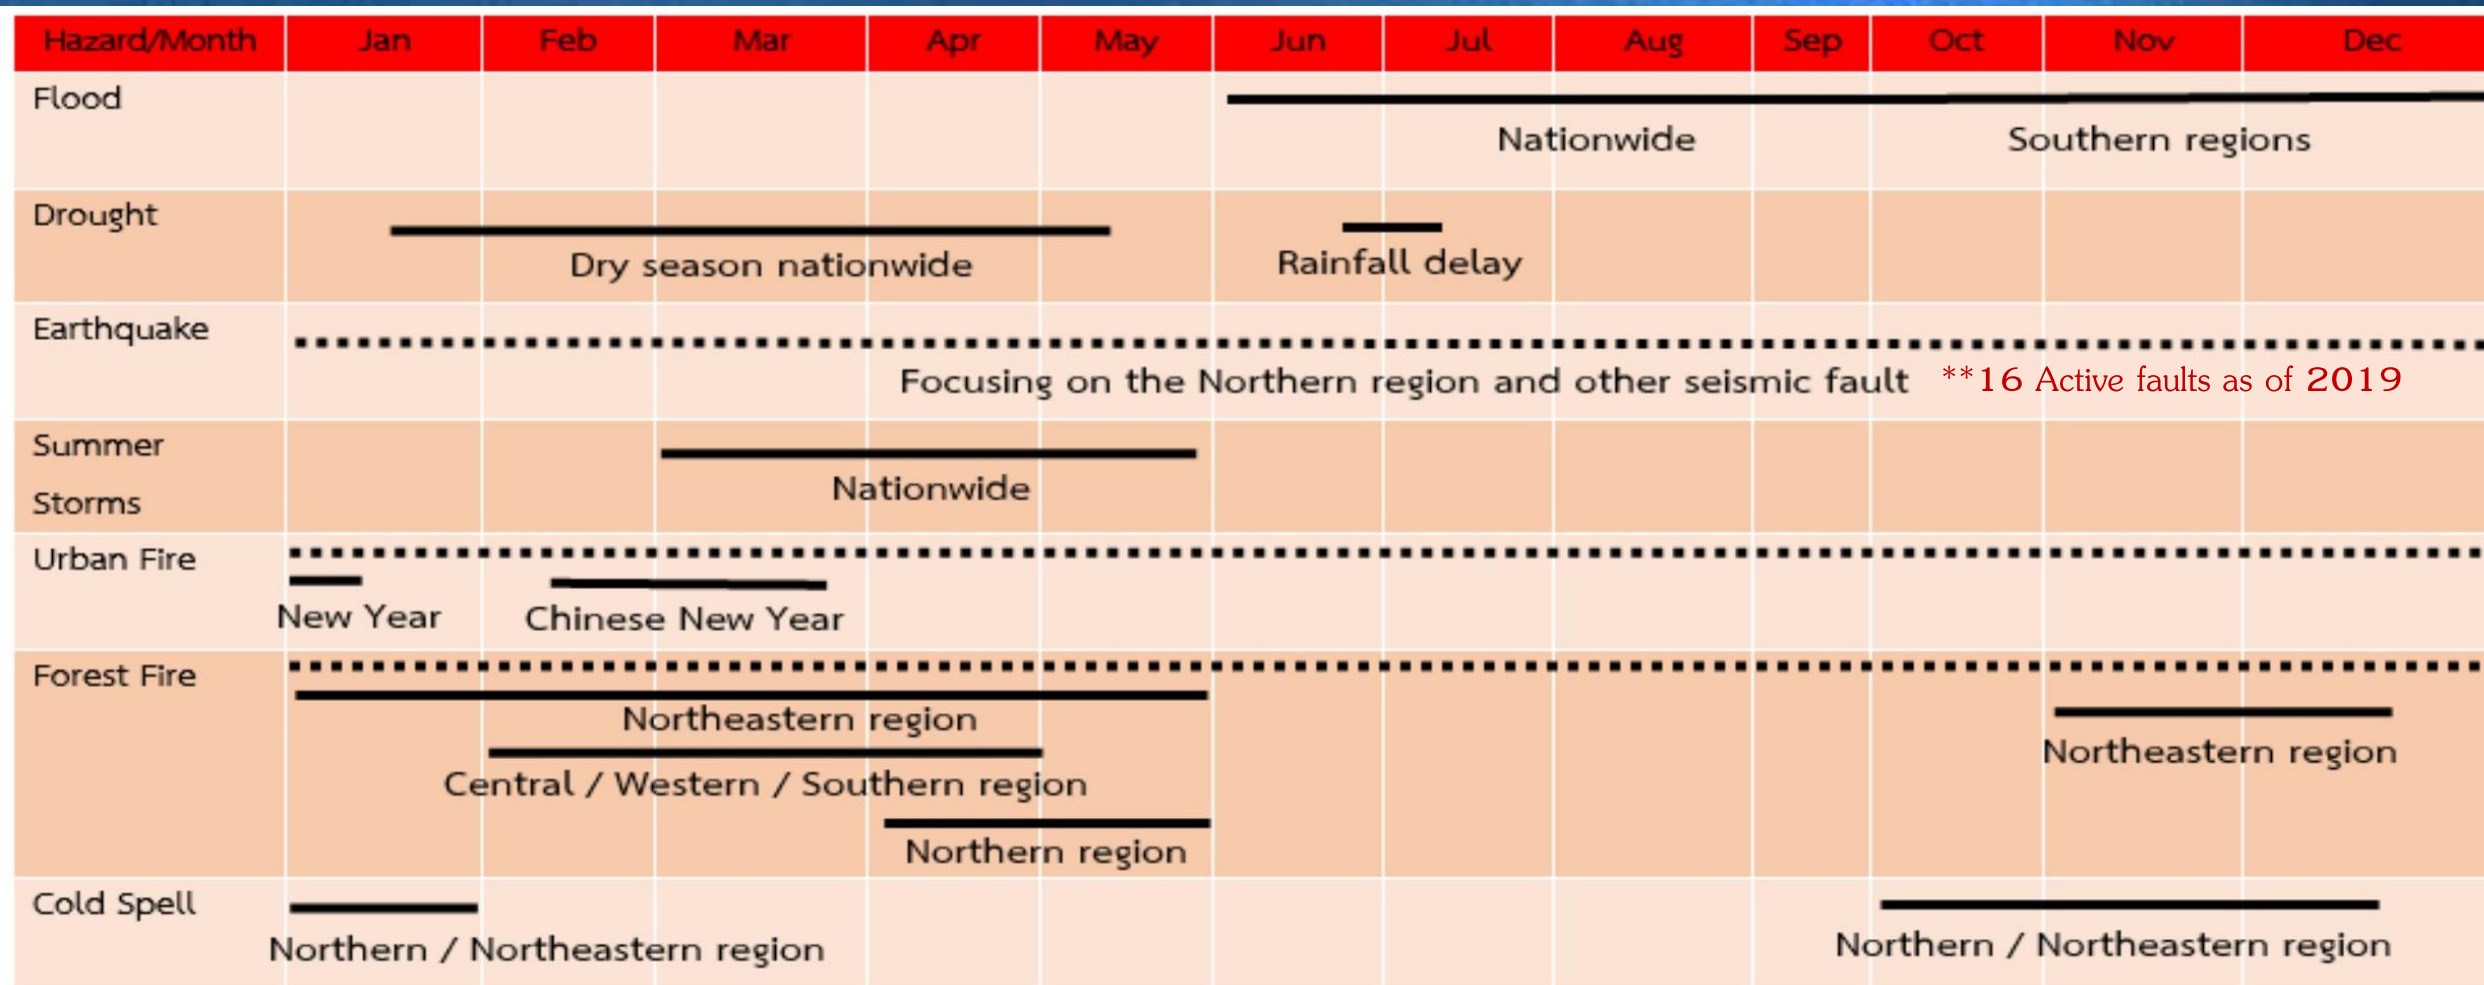 Hazard/Month Jan Feb Mar Apr May Jun Jul Aug Sep Oct Nov Dec
Flood
Nationwide Southern regions
Drought
Dry season nationwide Rainfall delay
Earthquake
Focusing on the Northern region and other seismic fault **16 Active faults as of 2019
Summer
Nationwide
Storms
Urban Fire
New Year Chinese New Year
Forest Fire
Northeastern region
Northeastern region
Central / Western / Southern region
Northern region
Cold Spell
Northern / Northeastern region Northern / Northeastern region